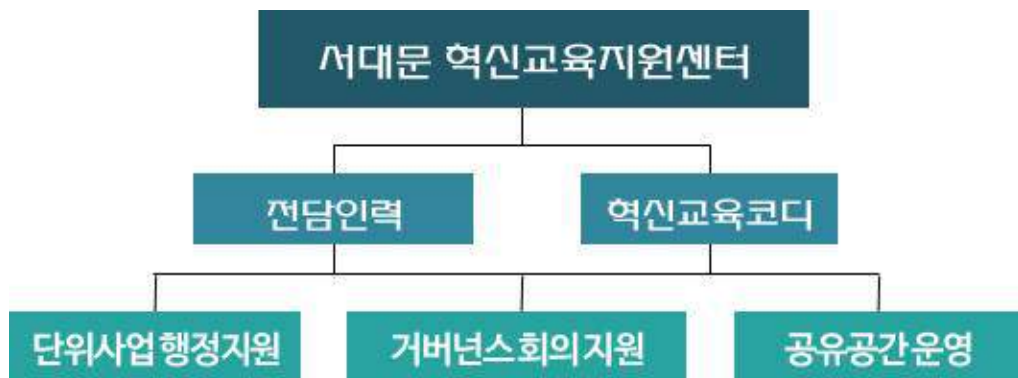 서대문 혁신교육지원센터
전담인력
혁신교육코디
단위사업행정지원
거버넌스회의지원
공유공간운영